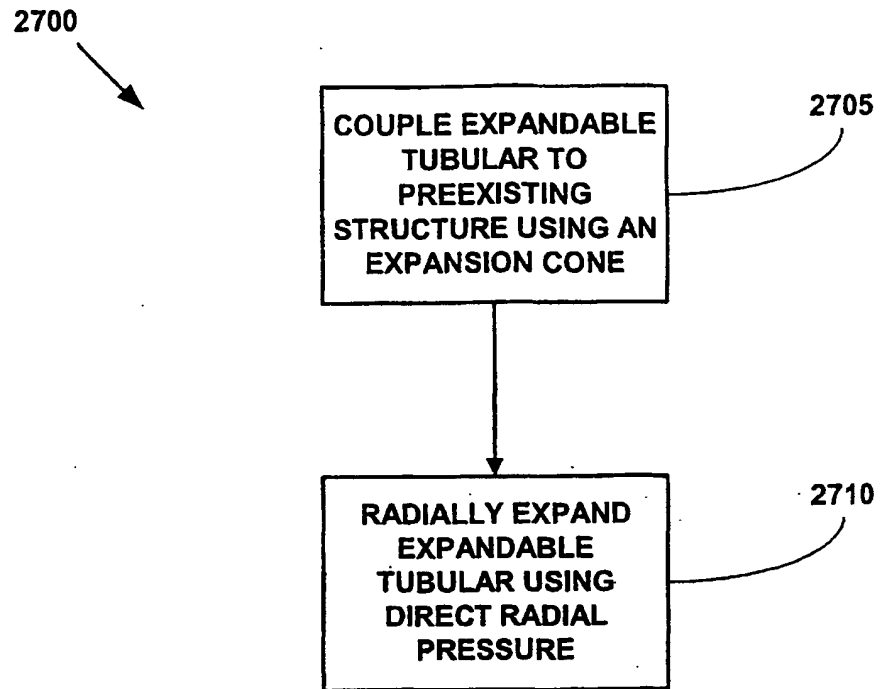 2700
2705
COUPLE EXPANDABLE
TUBULAR TO
PREEXISTING
STRUCTURE USING AN
EXPANSION CONE
2710
RADIALLY EXPAND
EXPANDABLE
TUBULAR USING
DIRECT RADIAL
PRESSURE